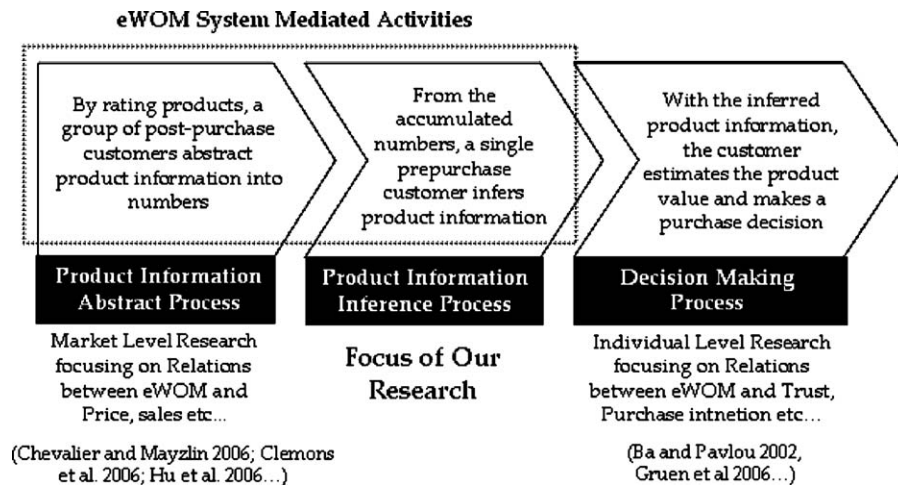 eWOM System Mediated Activities
By rating products, a
group of post-purchase
customers abstract
product information into
numbers
From the
accumulated
numbers, a single
prepurchase
customer infers
product information
With the inferred
product information,
the customer
estimates the product
value and makes a
purchase decision
Product Information
Abstract Process
Product Information
Inference Process
Decision Making
Process
Market Level Research
focusing on Relations
between eWOM and
Price, sales etc...
(Chevalier and Mayzlin 2006; Clemons
et al. 2006; Hu et al. 2006...)
Focus of Our
Research
Individual Level Research
focusing on Relations
between eWOM and Trust,
Purchase intnetion etc...
(Ba and Pavlou 2002,
Gruen et al 2006...)